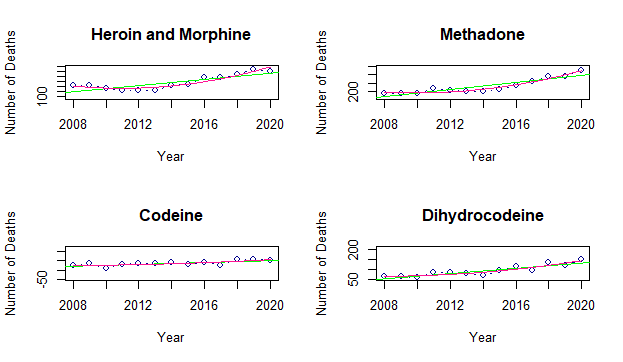 Heroin and Morphine
Number of Deaths
100
2008 2012 2016 2020
Year
Methadone
Number of Deaths
200
2008 2012 2016 2020
Year
Codeine
Number of Deaths
-50
2008 2012 2016 2020
Year
Dihydrocodeine
Number of Deaths
50 200
2008 2012 2016 2020
Year